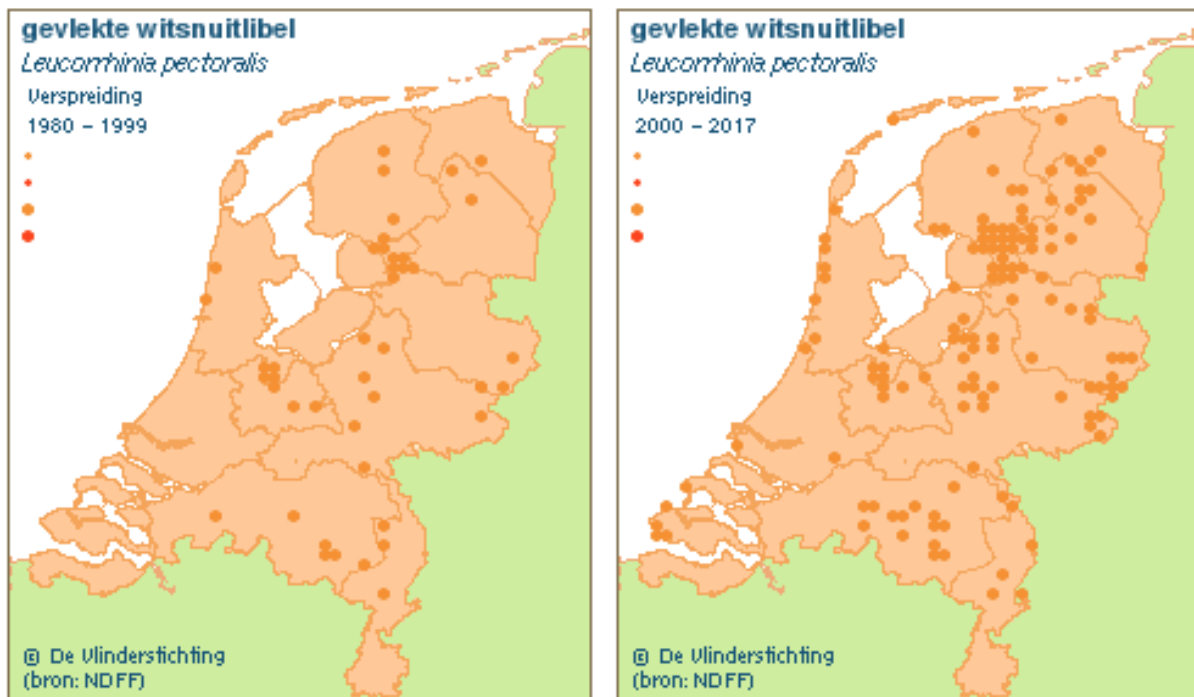 gevlekte witsnuitlibel
Leucorrhinia pectoralis
Verspreiding
1980 - 1999
© De Vlinderstichting
(bron: NDFF)
gevlekte witsnuitlibel
Leucorrhinia pectoralis
Verspreiding
2000 - 2017
© De Vlinderstichting
(bron: NDFF)